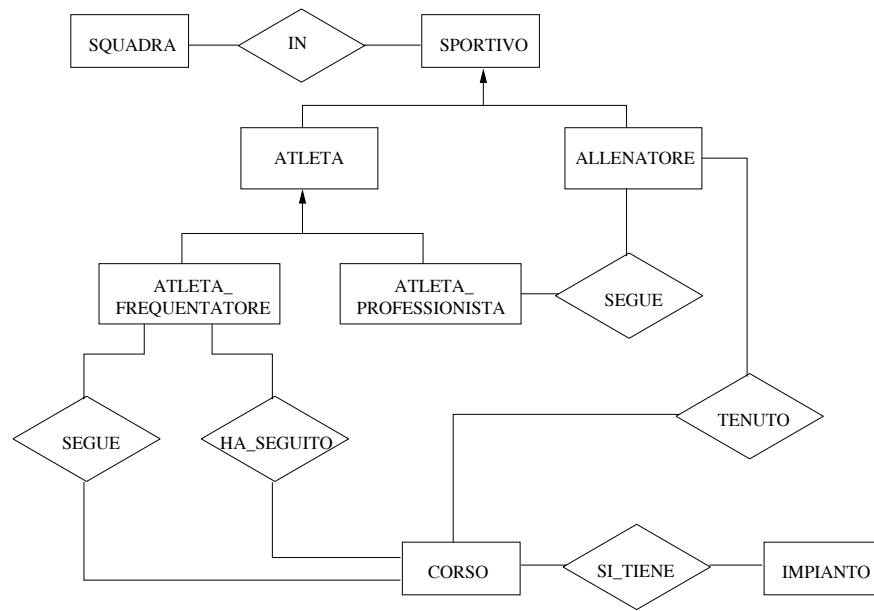 SQUADRA
IN
SPORTIVO
ATLETA
ALLENATORE
ATLETA_
FREQUENTATORE
ATLETA_
PROFESSIONISTA
SEGUE
TENUTO
SEGUE
HA_SEGUITO
CORSO
SI_TIENE
IMPIANTO